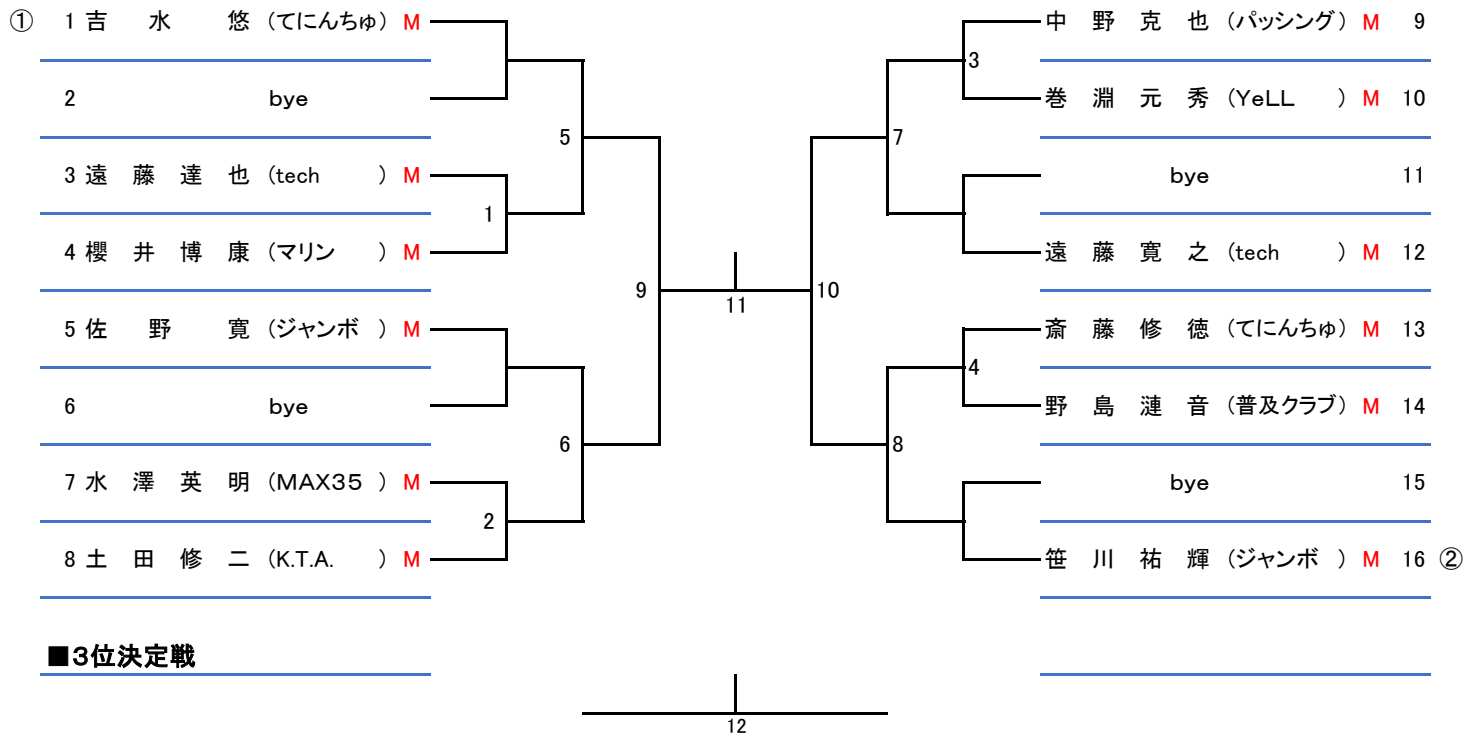 ① 1 吉 水 悠 (てにんちゅ) M
2 bye
3 遠 藤 達 也 (tech ) M
4 櫻 井 博 康 (マリン ) M
5 佐 野 寛 (ジャンボ ) M
6 bye
7 水 澤 英 明 (MAX35 ) M
8 土 田 修 二 (K.T.A. ) M
5
1
6
2
9
11
10
3
7
4
8
中 野 克 也 (パッシング) M 9
巻 淵 元 秀 (YeLL ) M 10
bye 11
遠 藤 寛 之 (tech ) M 12
斎 藤 修 徳 (てにんちゅ) M 13
野 島 漣 音 (普及クラブ) M 14
bye 15
笹 川 祐 輝 (ジャンボ ) M 16 ②
■3位決定戦
12